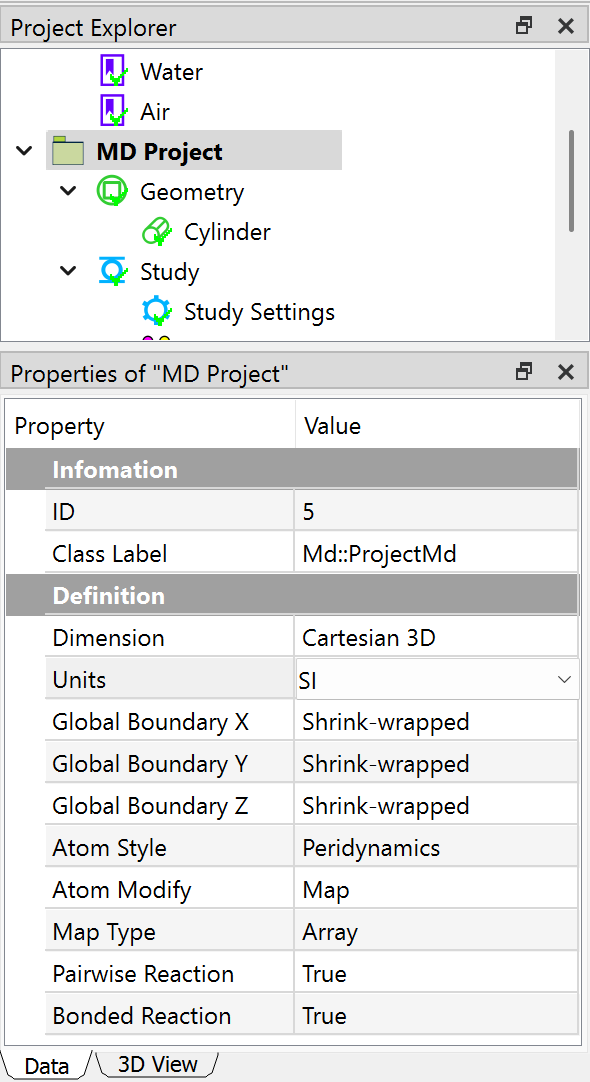 Project Explorer
Water
Air
MD Project
Geometry
Cylinder
Study
Study Settings
Properties of "MD Project"
Property Value
Infomation
ID 5
Class Label Md::ProjectMd
Definition
Dimension Cartesian 3D
Units SI
Global Boundary X Shrink-wrapped
Global Boundary Y Shrink-wrapped
Global Boundary Z Shrink-wrapped
Atom Style Peridynamics
Atom Modify Map
Map Type Array
Pairwise Reaction True
Bonded Reaction True
Data 3D View